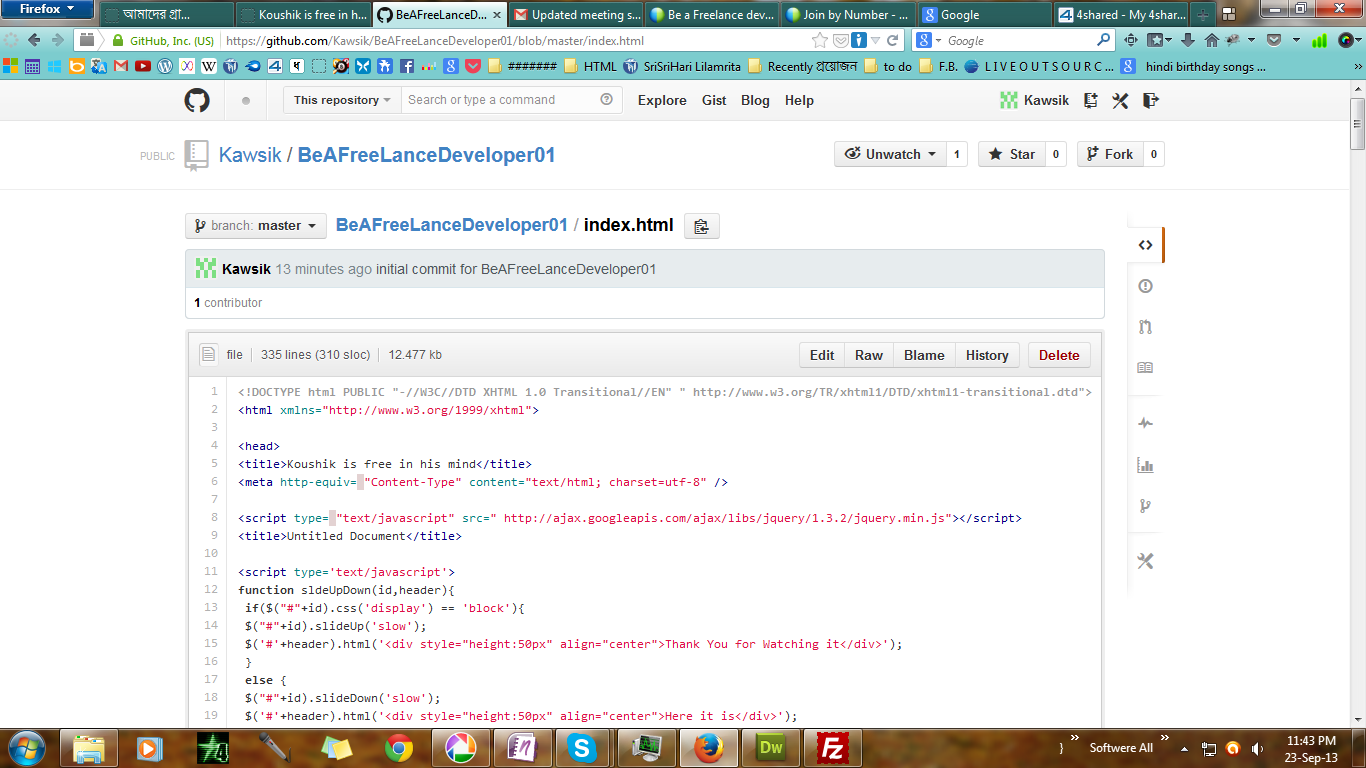 Firefox
আমাদের গ্রা...
Koushik is free in h...
BeAFreeLanceD...
Updated meeting s...
Be a Freelance dev...
Join by Number - ...
Google
4shared - My 4shar...
GitHub, Inc. (US)
https://github.com/Kawsik/BeAFreeLanceDeveloper01/blob/master/index.html
Google
#######
HTML
SriSriHari Lilamrita
Recently প্রয়োজন
to do
F.B.
L I V E O U T S O U R C ...
hindi birthday songs ...
This repository
Search or type a command
Explore Gist Blog Help
Kawsik
PUBLIC
Kawsik / BeAFreeLanceDeveloper01
Unwatch 1
Star 0
Fork 0
branch: master
BeAFreeLanceDeveloper01 / index.html
Kawsik 13 minutes ago initial commit for BeAFreeLanceDeveloper01
1 contributor
file 335 lines (310 sloc) 12.477 kb
Edit Raw Blame History Delete
1 <!DOCTYPE html PUBLIC "-//W3C//DTD XHTML 1.0 Transitional//EN" " http://www.w3.org/TR/xhtml1/DTD/xhtml1-transitional.dtd">
2 <html xmlns="http://www.w3.org/1999/xhtml">
3
4 <head>
5 <title>Koushik is free in his mind</title>
6 <meta http-equiv= "Content-Type" content="text/html; charset=utf-8" />
7
8 <script type= "text/javascript" src=" http://ajax.googleapis.com/ajax/libs/jquery/1.3.2/jquery.min.js"></script>
9 <title>Untitled Document</title>
10
11 <script type='text/javascript'>
12 function sldeUpDown(id,header){
13 if($("#"+id).css('display') == 'block'){
14 $("#"+id).slideUp('slow');
15 $('#'+header).html('<div style="height:50px" align="center">Thank You for Watching it</div>');
16 }
17 else {
18 $("#"+id).slideDown('slow');
19 $('#'+header).html('<div style="height:50px" align="center">Here it is</div>');
Softwere All
11:43 PM
23-Sep-13